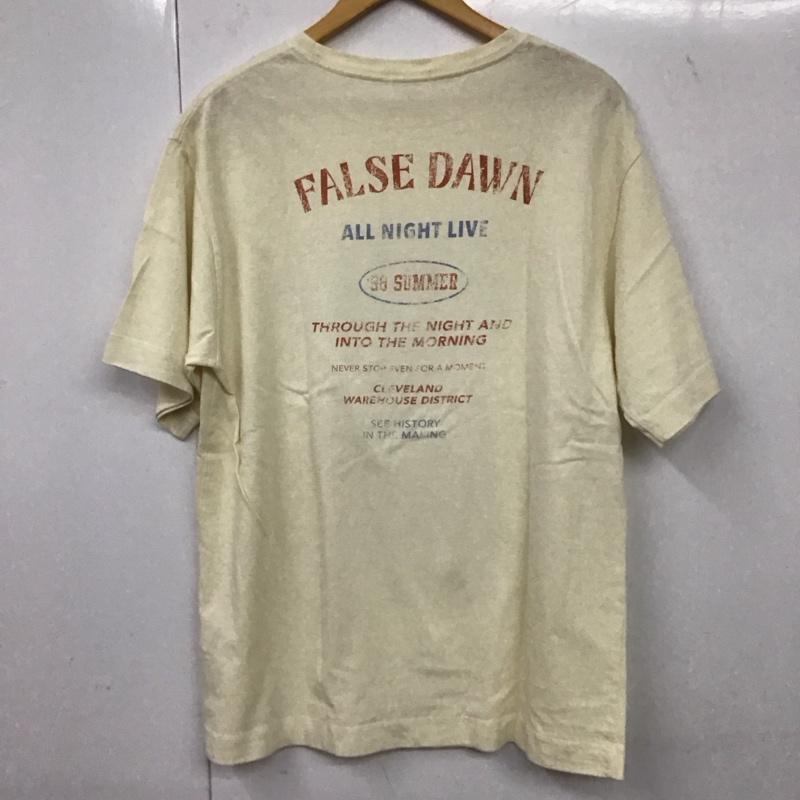 FALSE DAWN
ALL NIGHT LIVE
SUMMER
THROUGH THE NIGHT AND
INTO THE MORNING
NEVER STOP EVEN FOR A MOMENT
CLEVELAND
WAREHOUSE DISTRICT
SEE HISTORY
IN THE MAKING